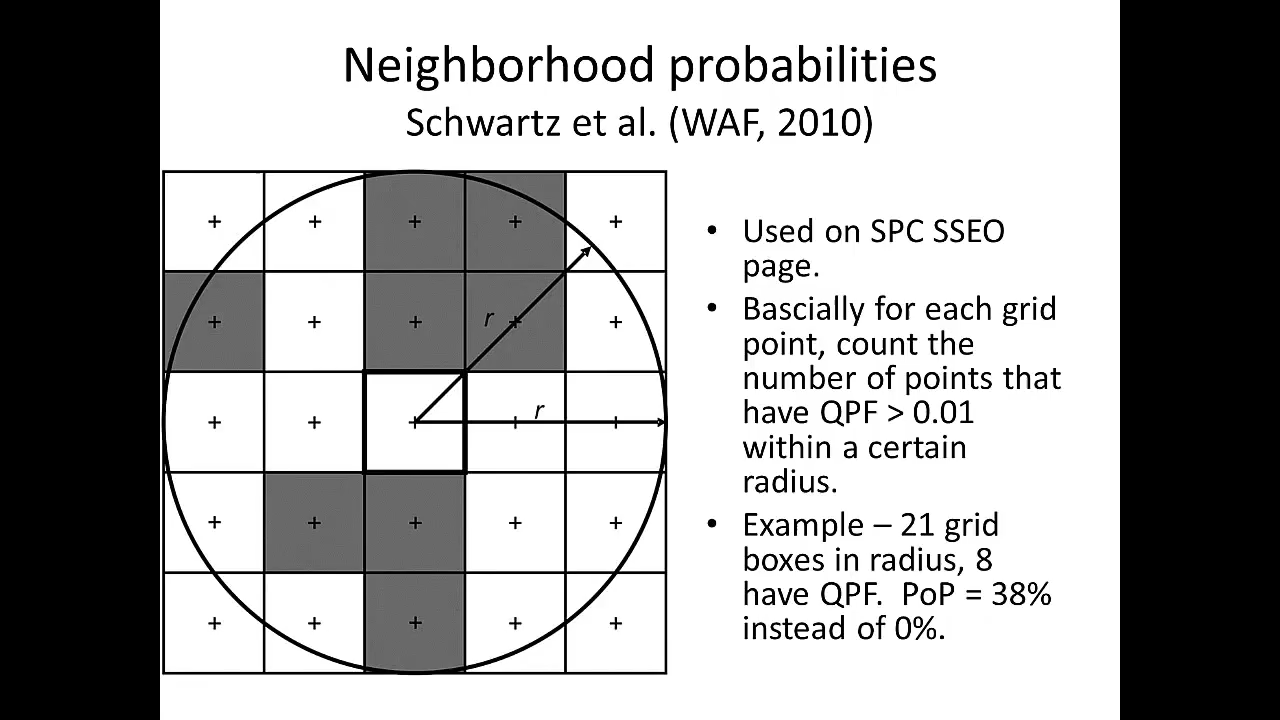 Neighborhood probabilities
Schwartz et al. (WAF, 2010)
r
r
• Used on SPC SSEO
page.
• Bascially for each grid
point, count the
number of points that
have QPF > 0.01
within a certain
radius.
• Example – 21 grid
boxes in radius, 8
have QPF.  PoP = 38%
instead of 0%.